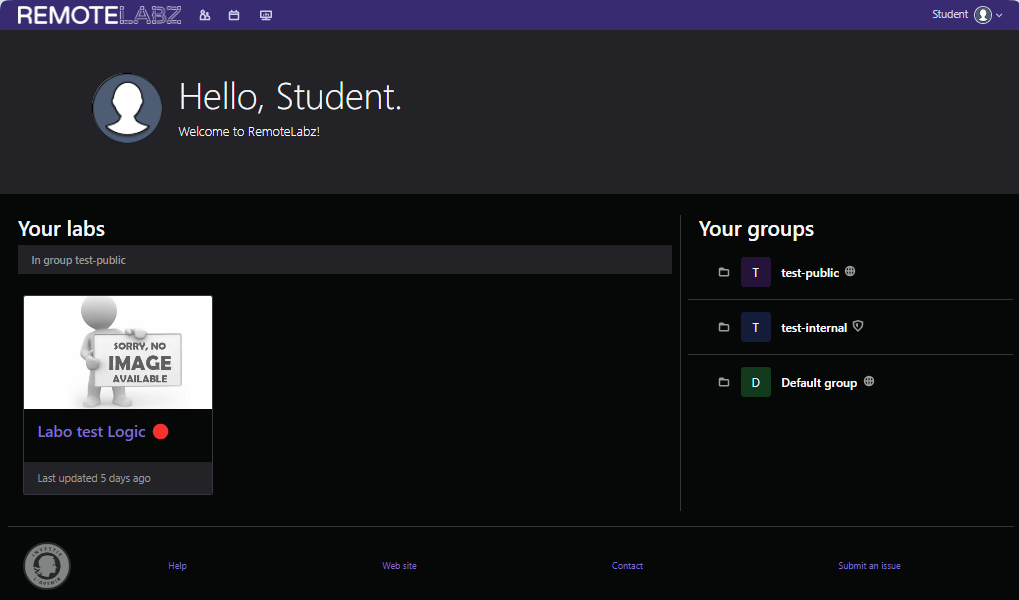 REMOTELABZ
Student
Hello, Student.
Welcome to RemoteLabz!
Your labs
In group test-public
SORRY, NO
IMAGE
AVAILABLE
Labo test Logic
Last updated 5 days ago
Your groups
T test-public
T test-internal
D Default group
INVESTIR
L'AVENIR
Help
Web site
Contact
Submit an issue